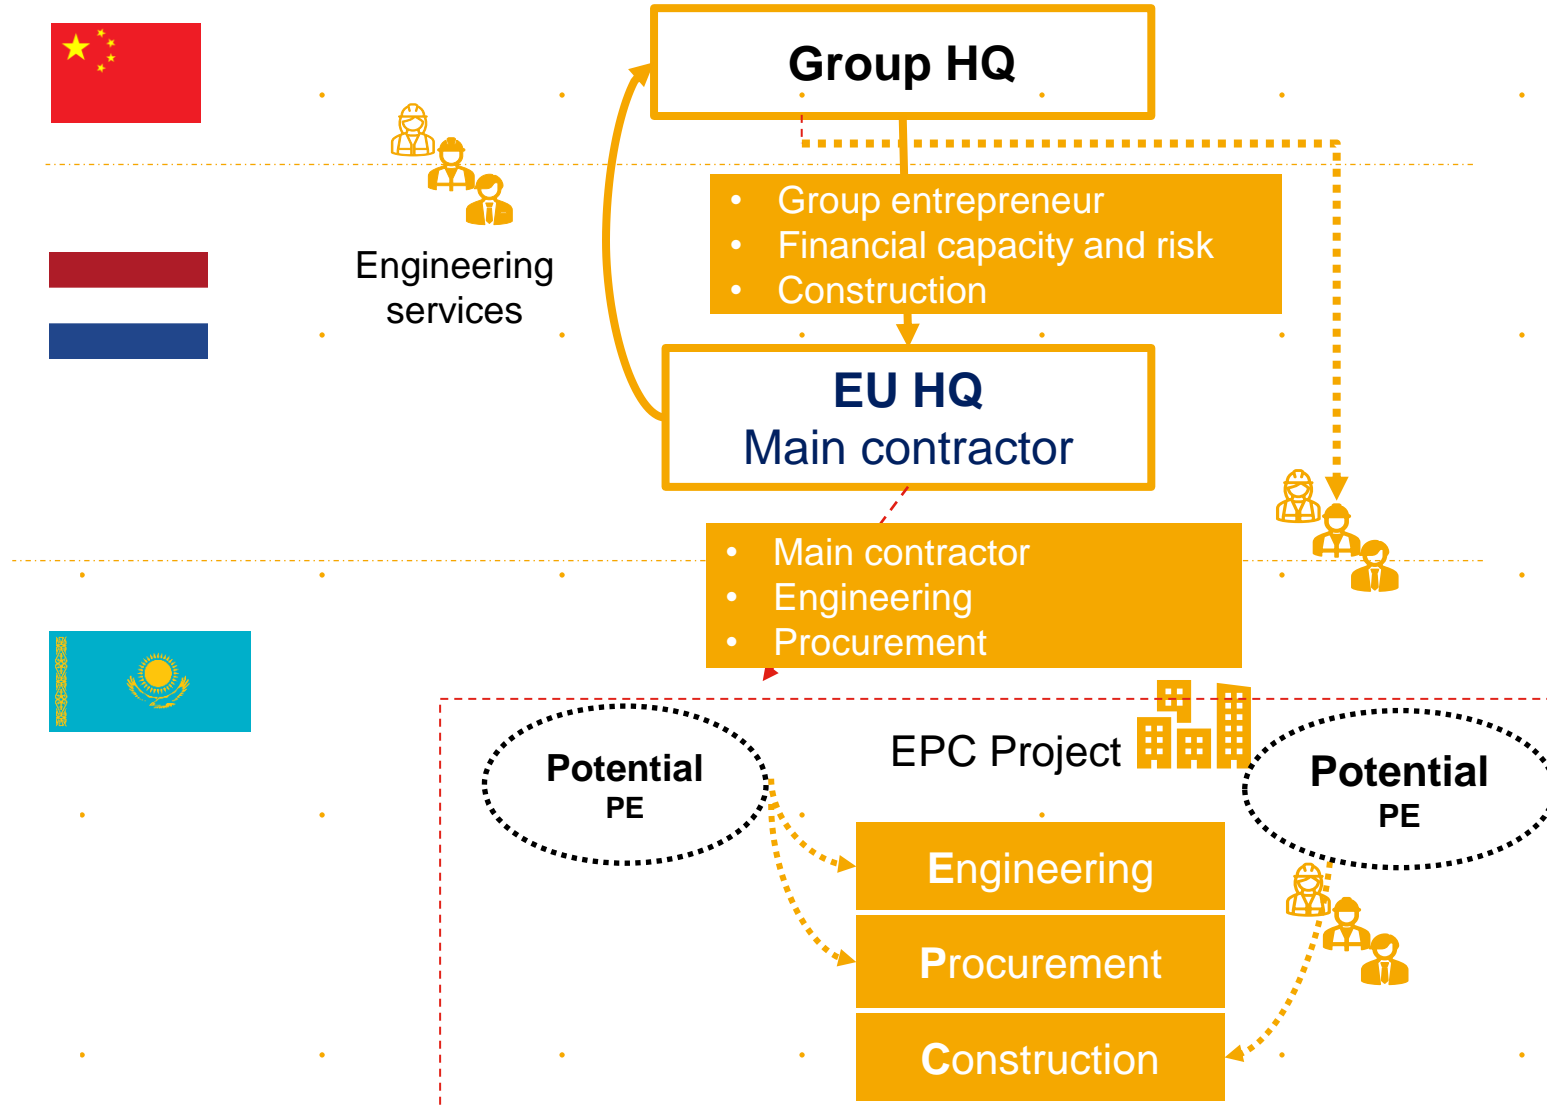 Group HQ
• Group entrepreneur
• Financial capacity and risk
• Construction
Engineering
services
EU HQ
Main contractor
• Main contractor
• Engineering
• Procurement
EPC Project
Potential
PE
Potential
PE
Engineering
Procurement
Construction